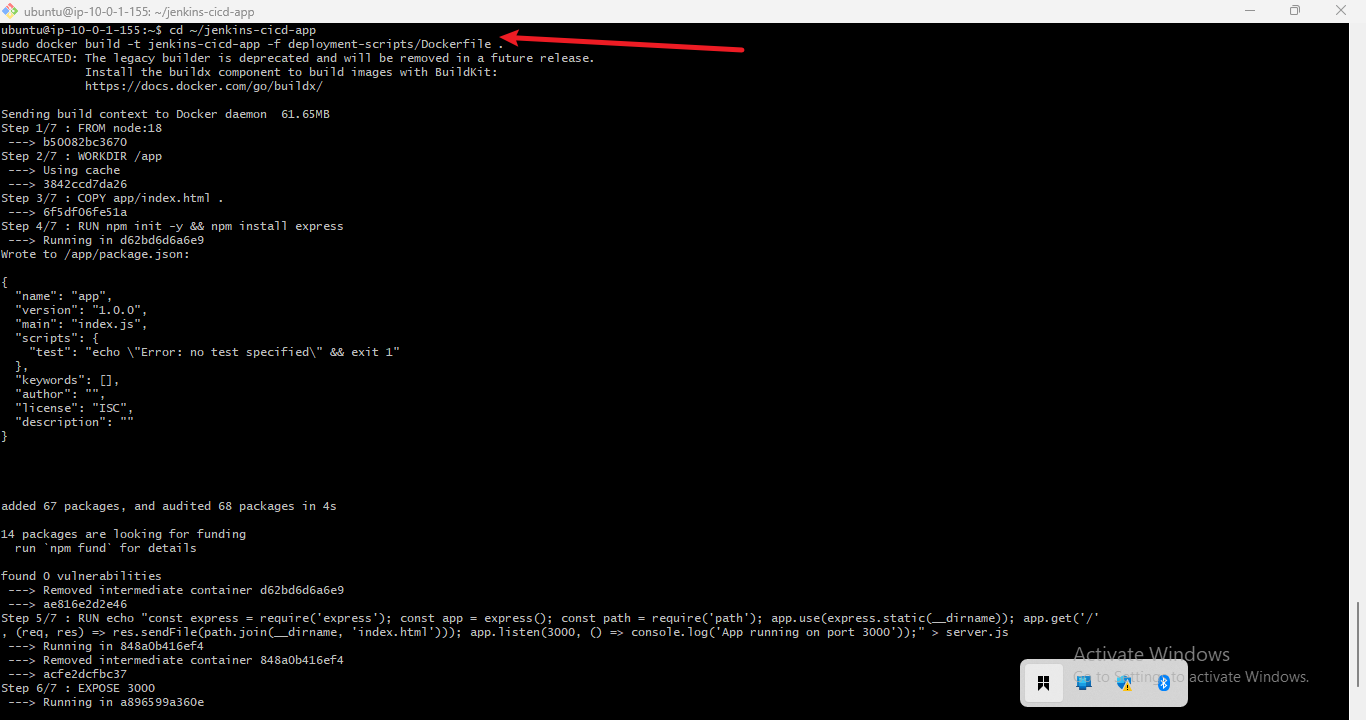 ubuntu@ip-10-0-1-155: ~/jenkins-cicd-app
ubuntu@ip-10-0-1-155:~$ cd ~/jenkins-cicd-app
sudo docker build -t jenkins-cicd-app -f deployment-scripts/Dockerfile .
DEPRECATED: The legacy builder is deprecated and will be removed in a future release.
            Install the buildx component to build images with BuildKit:
            https://docs.docker.com/go/buildx/
Sending build context to Docker daemon  61.65MB
Step 1/7 : FROM node:18
 ---> b50082bc3670
Step 2/7 : WORKDIR /app
 ---> Using cache
 ---> 3842ccd7da26
Step 3/7 : COPY app/index.html .
 ---> 6f5df06fe51a
Step 4/7 : RUN npm init -y && npm install express
 ---> Running in d62bd6d6a6e9
Wrote to /app/package.json:
{
  "name": "app",
  "version": "1.0.0",
  "main": "index.js",
  "scripts": {
    "test": "echo \"Error: no test specified\" && exit 1"
  },
  "keywords": [],
  "author": "",
  "license": "ISC",
  "description": ""
}
added 67 packages, and audited 68 packages in 4s
14 packages are looking for funding
  run `npm fund` for details
found 0 vulnerabilities
 ---> Removed intermediate container d62bd6d6a6e9
 ---> ae816e2d2e46
Step 5/7 : RUN echo "const express = require('express'); const app = express(); const path = require('path'); app.use(express.static(__dirname)); app.get('/'
, (req, res) => res.sendFile(path.join(__dirname, 'index.html'))); app.listen(3000, () => console.log('App running on port 3000'));" > server.js
 ---> Running in 848a0b416ef4
 ---> Removed intermediate container 848a0b416ef4
 ---> acfe2dcfbc37
Step 6/7 : EXPOSE 3000
 ---> Running in a896599a360e
Activate Windows
to activate Windows.